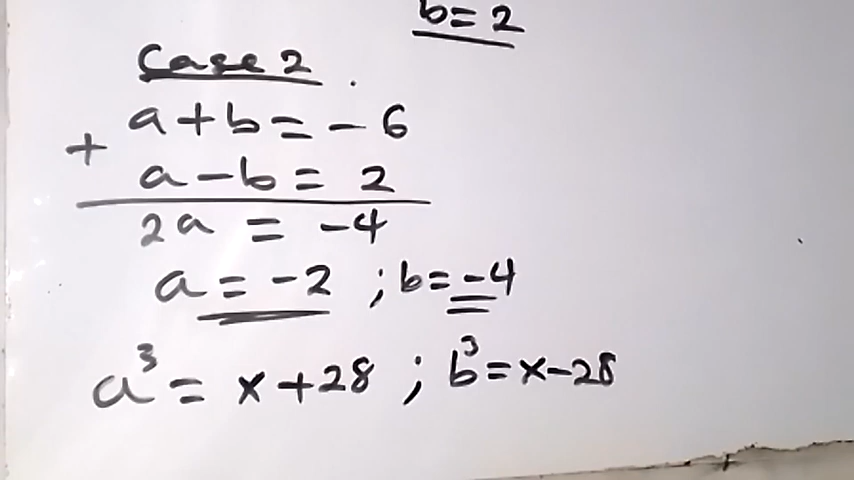 b = 2
Case 2
a + b = - 6
+
a - b = 2
2a = -4
a = -2 ; b = -4
a³ = x + 28 ; b³ = x - 28